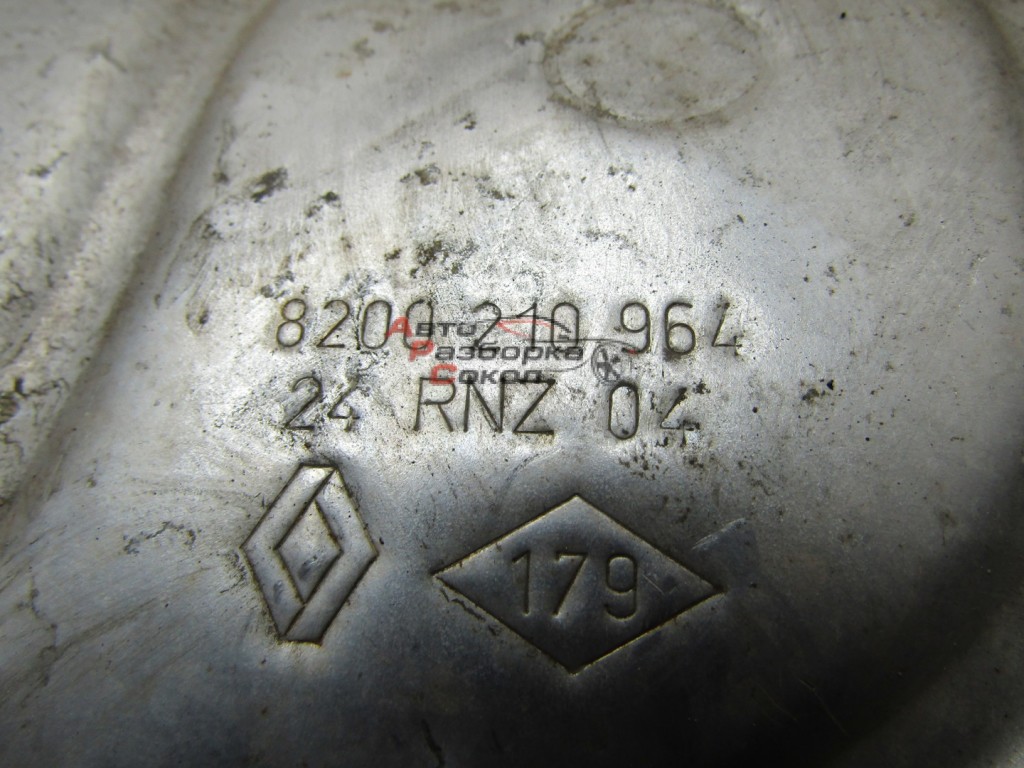 8200 210 964
Авто
Разборка
Сокол
24 RNZ 04
179